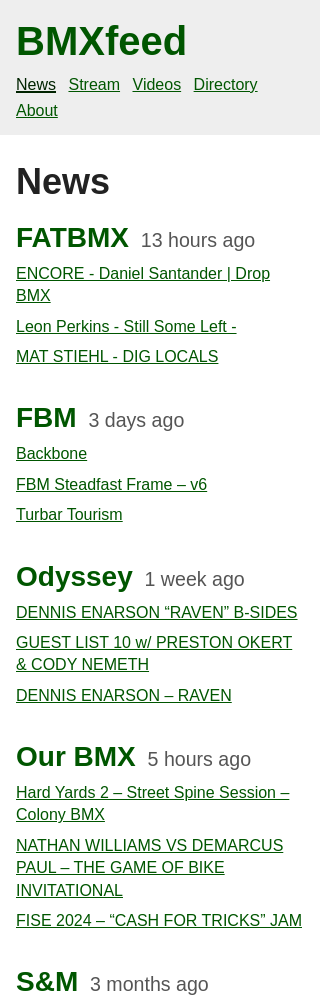 BMXfeed
News Stream Videos Directory
About
News
FATBMX 13 hours ago
ENCORE - Daniel Santander | Drop
BMX
Leon Perkins - Still Some Left -
MAT STIEHL - DIG LOCALS
FBM 3 days ago
Backbone
FBM Steadfast Frame – v6
Turbar Tourism
Odyssey 1 week ago
DENNIS ENARSON “RAVEN” B-SIDES
GUEST LIST 10 w/ PRESTON OKERT
& CODY NEMETH
DENNIS ENARSON – RAVEN
Our BMX 5 hours ago
Hard Yards 2 – Street Spine Session –
Colony BMX
NATHAN WILLIAMS VS DEMARCUS
PAUL – THE GAME OF BIKE
INVITATIONAL
FISE 2024 – “CASH FOR TRICKS” JAM
S&M 3 months ago